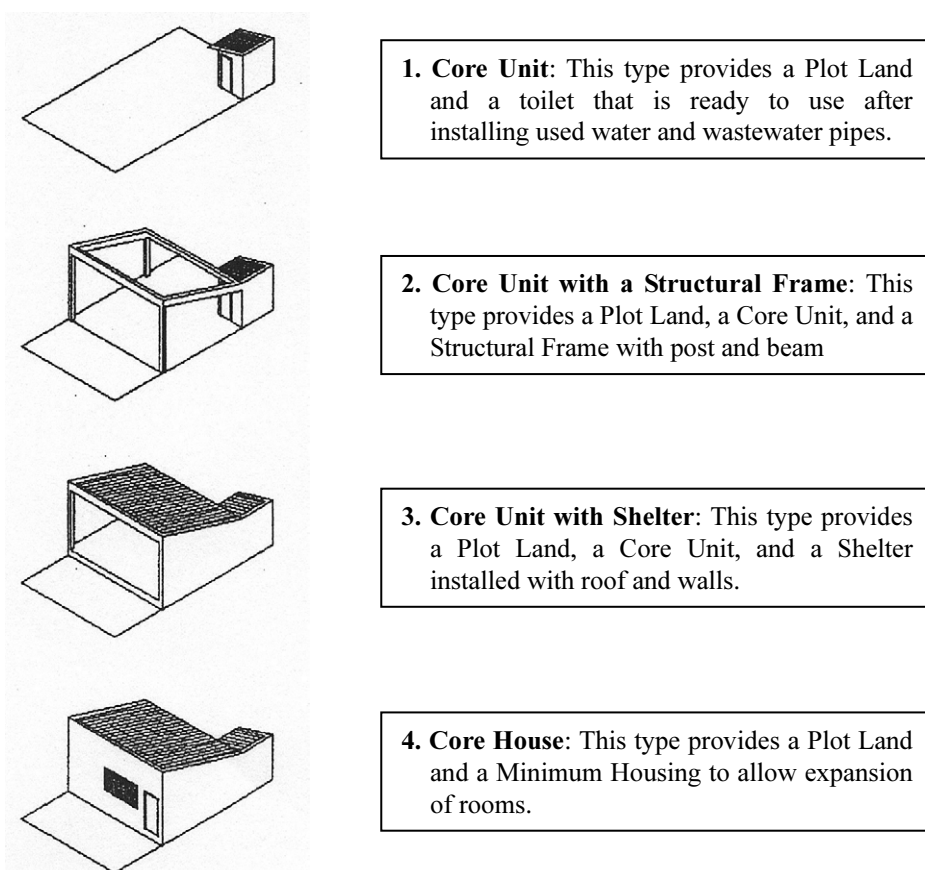 1. Core Unit: This type provides a Plot Land
and a toilet that is ready to use after
installing used water and wastewater pipes.
2. Core Unit with a Structural Frame: This
type provides a Plot Land, a Core Unit, and a
Structural Frame with post and beam
3. Core Unit with Shelter: This type provides
a Plot Land, a Core Unit, and a Shelter
installed with roof and walls.
4. Core House: This type provides a Plot Land
and a Minimum Housing to allow expansion
of rooms.